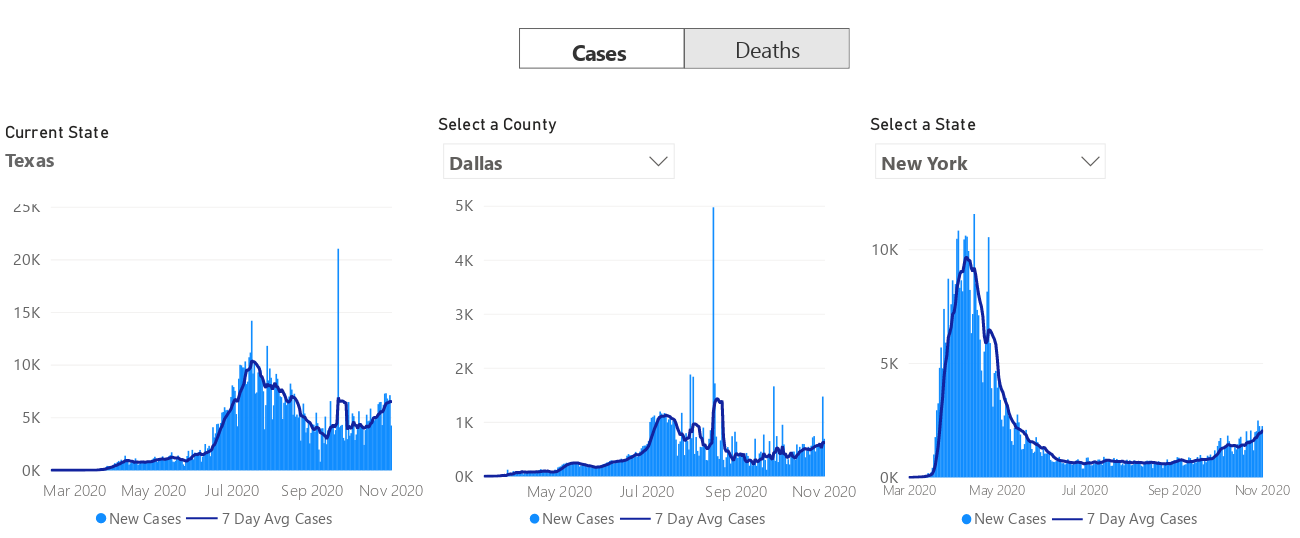 Cases
Deaths
Current State
Texas
25K
20K
15K
10K
5K
0K
Mar 2020 May 2020 Jul 2020 Sep 2020 Nov 2020
New Cases 7 Day Avg Cases
Select a County
Dallas
5K
4K
3K
2K
1K
0K
May 2020 Jul 2020 Sep 2020 Nov 2020
New Cases 7 Day Avg Cases
Select a State
New York
10K
5K
0K
Mar 2020 May 2020 Jul 2020 Sep 2020 Nov 2020
New Cases 7 Day Avg Cases